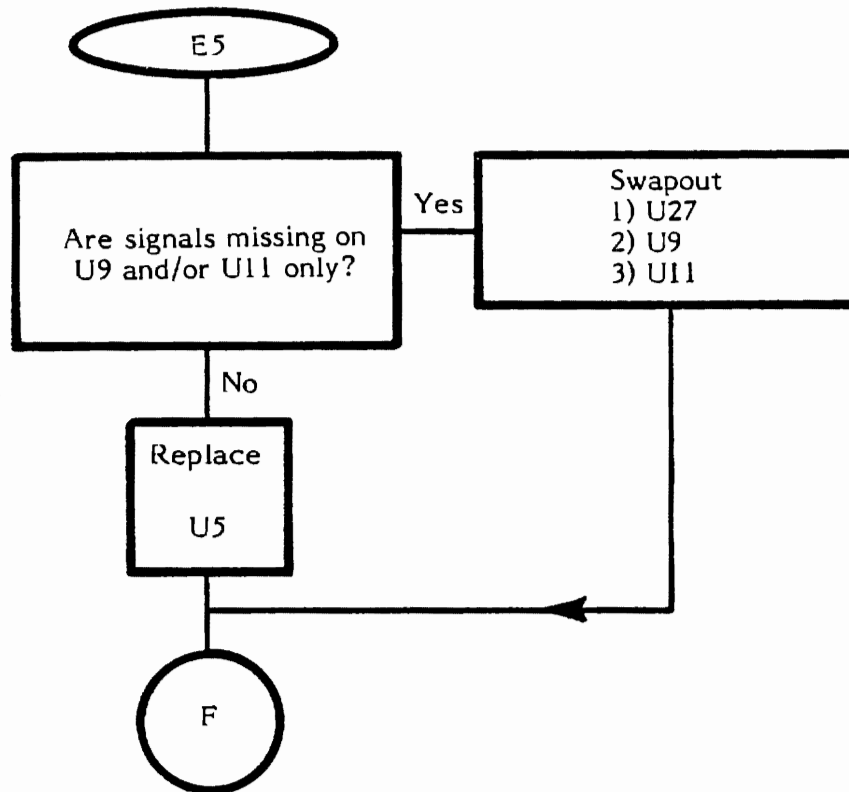 E5
Are signals missing on
U9 and/or U11 only?
Yes
Swapout
1) U27
2) U9
3) U11
No
Replace
U5
F